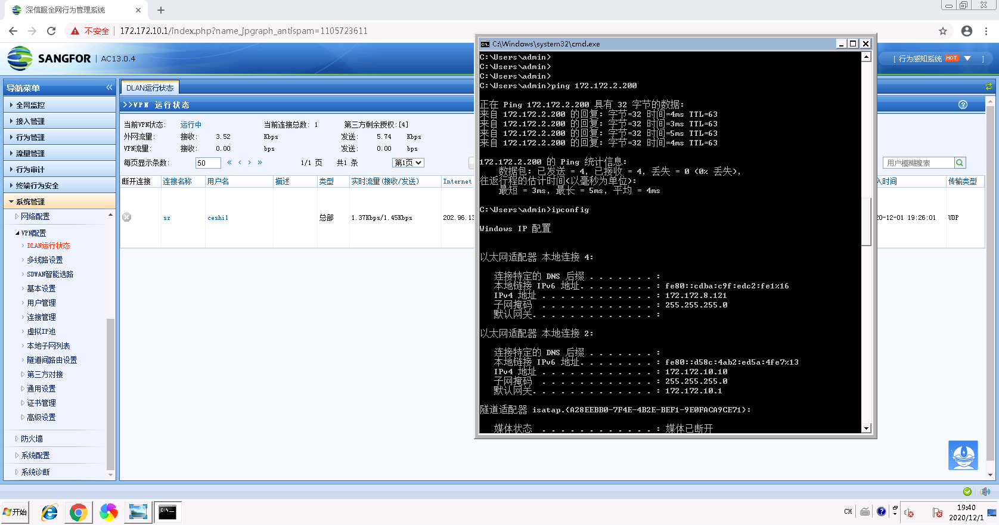 深信服全网行为管理系统
不安全 172.172.10.1/index.php?name_jpgraph_antispam=1105723611
SANGFOR AC13.0.4
[ 行为感知系统 HOT ]
导航菜单
全网监控
接入管理
行为管理
流量管理
行为审计
终端行为安全
系统管理
网络配置
VPN配置
DLAN运行状态
多线路设置
SDWAN智能选路
基本设置
用户管理
连接管理
虚拟IP池
本地子网列表
隧道间路由设置
第三方对接
通用设置
证书管理
高级设置
防火墙
系统配置
系统诊断
DLAN运行状态
>>VPN 运行状态
当前VPN状态: 运行中 当前连接总数: 1 第三方剩余授权:[4]
外网流量: 接收: 3.52 Kbps 发送: 5.74 Kbps
VPN流量: 接收: 0.00 bps 发送: 0.00 bps
每页显示条数: 50 « ‹ › » 1/1 页 共1 条 第1页
用户模糊搜索
断开连接 连接名称 用户名 描述 类型 实时流量(接收/发送) Internet 入时间 传输类型
sz ceshi1 总部 1.37Kbps/1.45Kbps 202.96.13 20-12-01 19:26:01 UDP
C:\Windows\system32\cmd.exe
C:\Users\admin>
C:\Users\admin>
C:\Users\admin>
C:\Users\admin>ping 172.172.2.200
正在 Ping 172.172.2.200 具有 32 字节的数据:
来自 172.172.2.200 的回复: 字节=32 时间=4ms TTL=63
来自 172.172.2.200 的回复: 字节=32 时间=3ms TTL=63
来自 172.172.2.200 的回复: 字节=32 时间=5ms TTL=63
来自 172.172.2.200 的回复: 字节=32 时间=4ms TTL=63
172.172.2.200 的 Ping 统计信息:
数据包: 已发送 = 4, 已接收 = 4, 丢失 = 0 (0% 丢失),
往返行程的估计时间(以毫秒为单位):
最短 = 3ms, 最长 = 5ms, 平均 = 4ms
C:\Users\admin>ipconfig
Windows IP 配置
以太网适配器 本地连接 4:
连接特定的 DNS 后缀 . . . . . . . :
本地链接 IPv6 地址. . . . . . . . : fe80::cdba:c9f:edc2:fe1%16
IPv4 地址 . . . . . . . . . . . . : 172.172.8.121
子网掩码 . . . . . . . . . . . . : 255.255.255.0
默认网关. . . . . . . . . . . . . :
以太网适配器 本地连接 2:
连接特定的 DNS 后缀 . . . . . . . :
本地链接 IPv6 地址. . . . . . . . : fe80::d58c:4ab2:ed5a:4fe7%13
IPv4 地址 . . . . . . . . . . . . : 172.172.10.10
子网掩码 . . . . . . . . . . . . : 255.255.255.0
默认网关. . . . . . . . . . . . . : 172.172.10.1
隧道适配器 isatap.{A28EEBB0-7F4E-4B2E-BEF1-9E0FACA9CE71}:
媒体状态 . . . . . . . . . . . . : 媒体已断开
开始
CH
19:40
2020/12/1